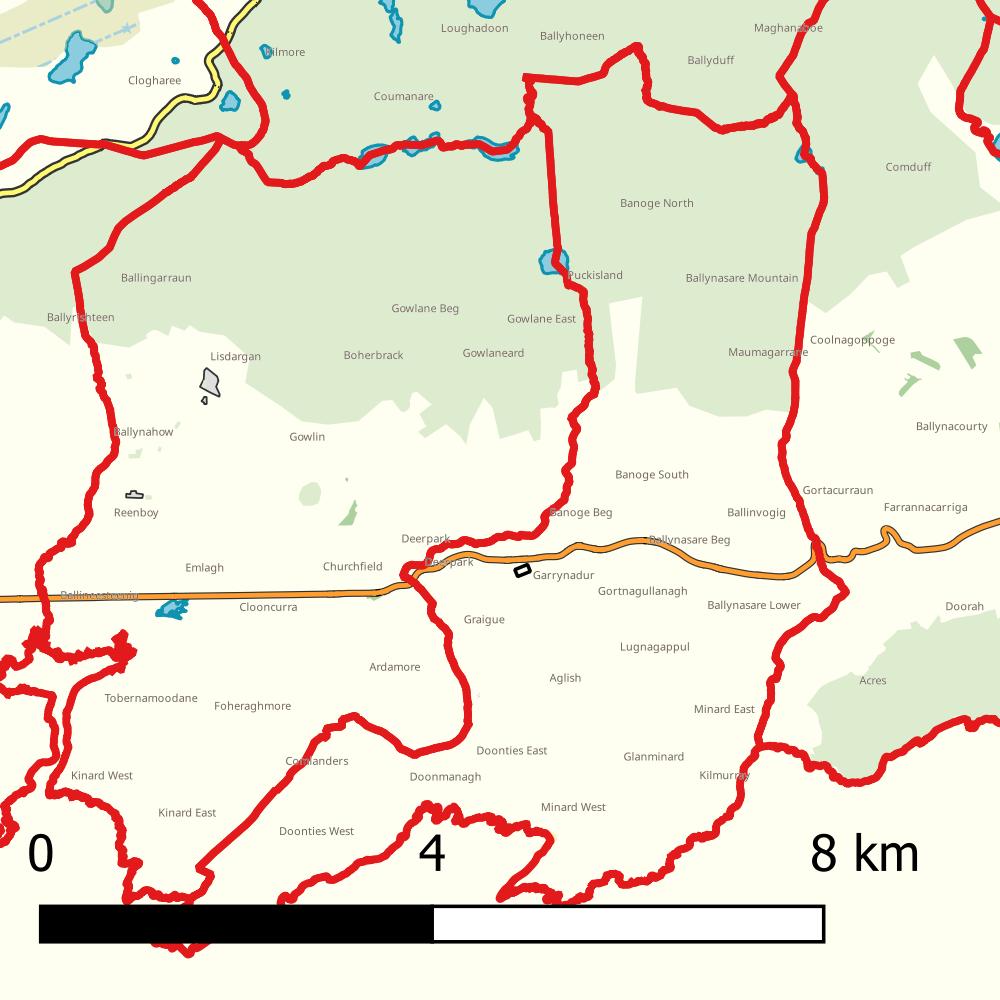 Loughadoon
Maghanaboe
Ballyhoneen
Kilmore
Ballyduff
Clogharee
Coumanare
Comduff
Banoge North
Puckisland
Ballingarraun
Ballynasare Mountain
Gowlane Beg
Ballyrishteen
Gowlane East
Coolnagoppoge
Lisdargan
Boherbrack
Gowlaneard
Maumagarrane
Ballynacourty
Ballynahow
Gowlin
Banoge South
Gortacurraun
Farrannacarriga
Reenboy
Banoge Beg
Ballinvogig
Deerpark
Ballynasare Beg
Deerpark
Emlagh
Churchfield
Garrynadur
Gortnagullanagh
Ballineesteenig
Clooncurra
Ballynasare Lower
Doorah
Graigue
Lugnagappul
Ardamore
Aglish
Acres
Tobernamoodane
Foheraghmore
Minard East
Doonties East
Glanminard
Commanders
Kinard West
Doonmanagh
Kilmurray
Kinard East
Minard West
Doonties West
0 4 8 km